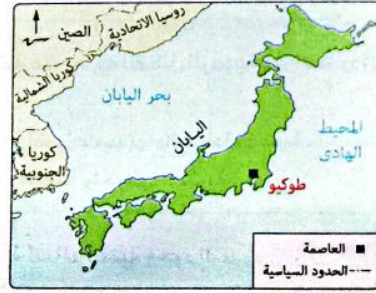 روسيا الاتحادية
الصين
كوريا الشمالية
بحر اليابان
اليابان
المحيط
الهادى
كوريا
الجنوبية
طوكيو
العاصمة
الحدود السياسية